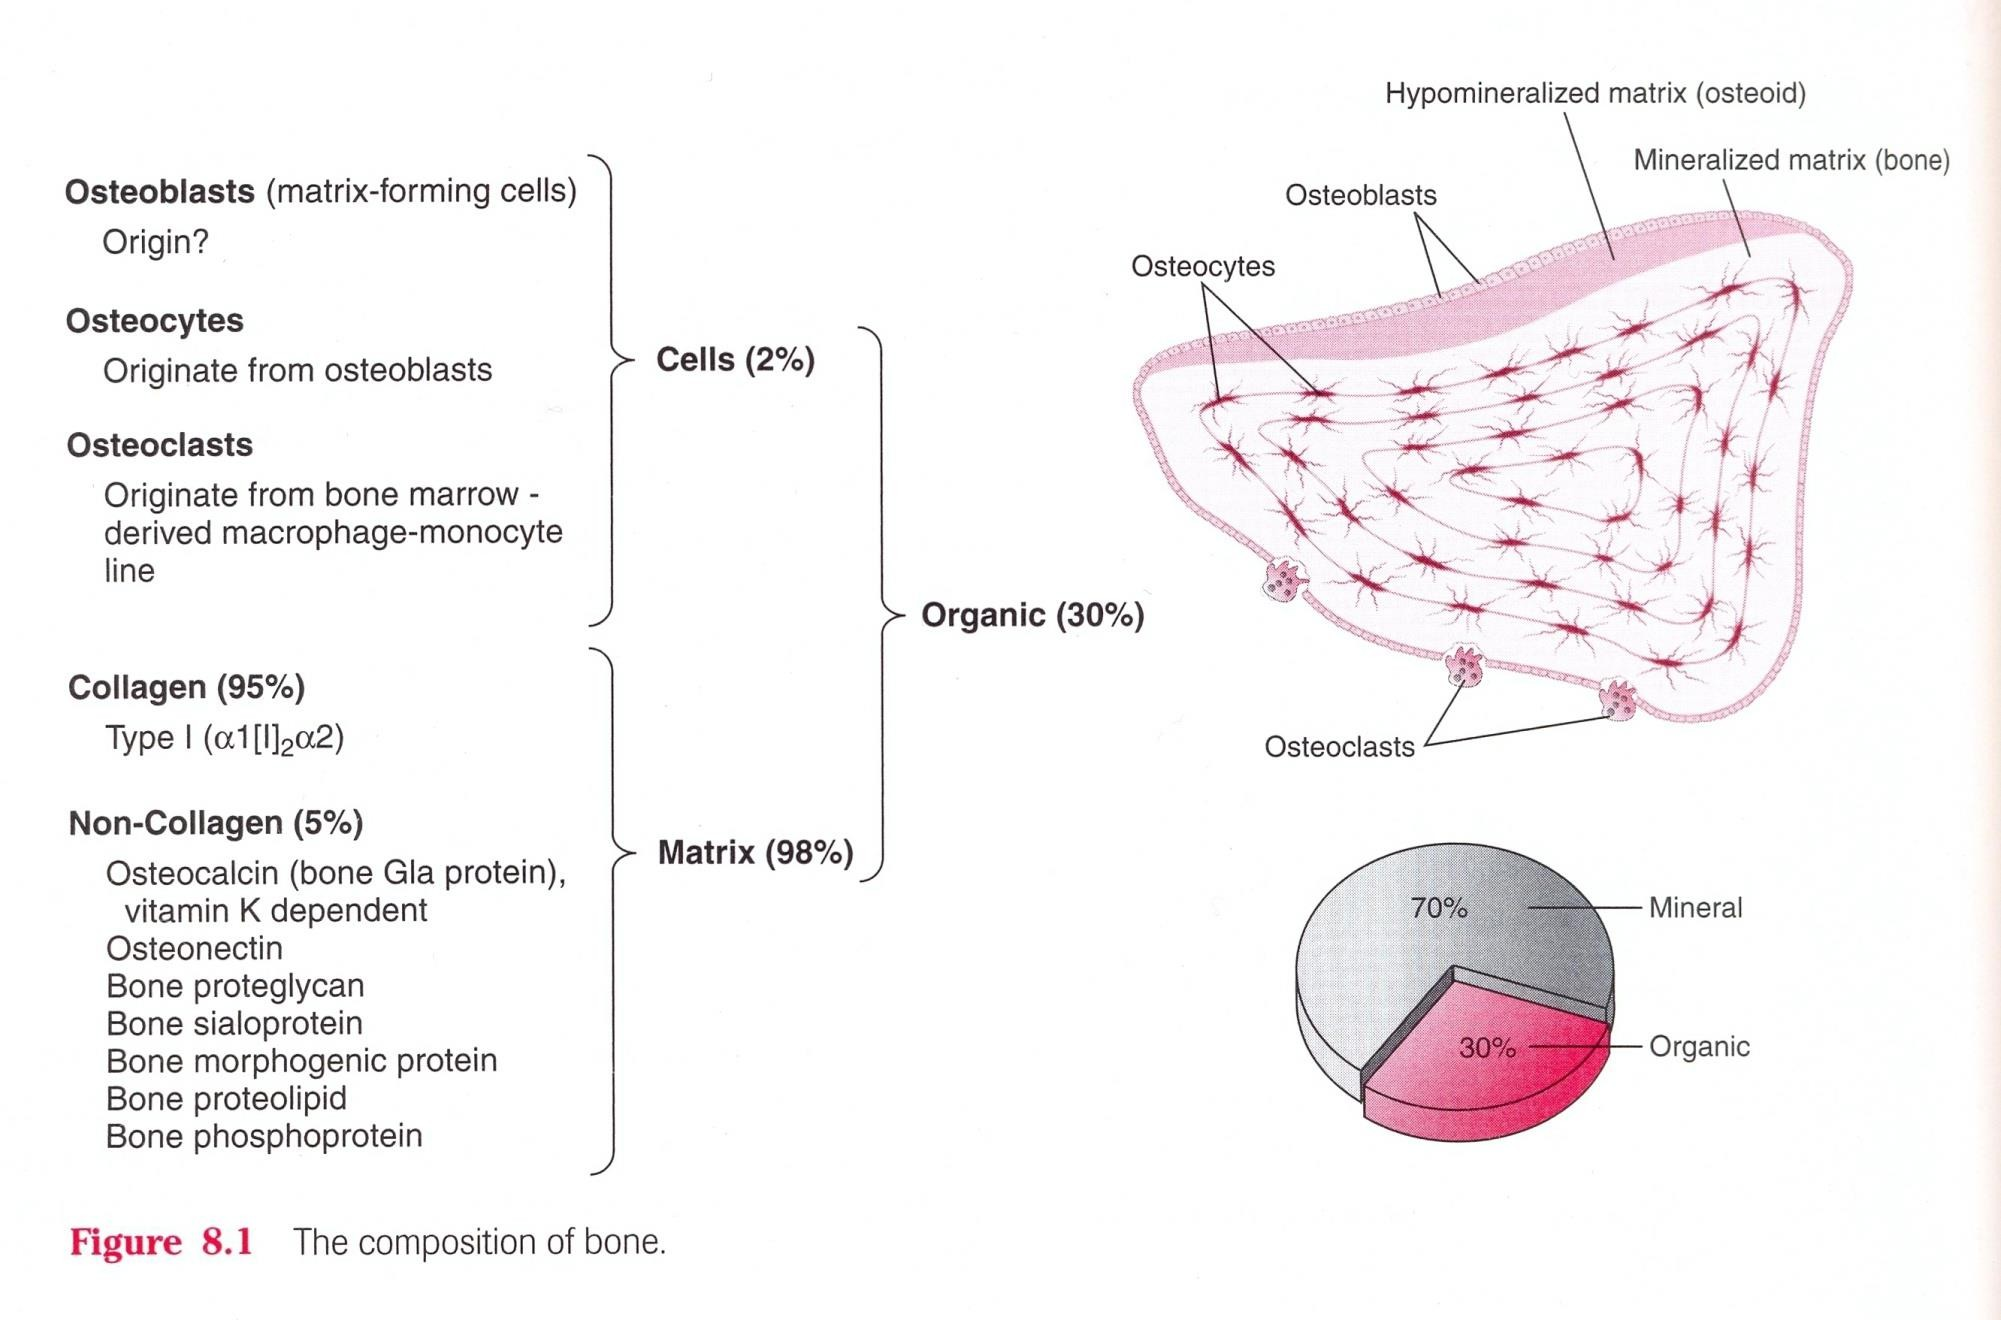 Osteoblasts (matrix-forming cells)
Origin?
Osteocytes
Originate from osteoblasts
Osteoclasts
Originate from bone marrow -
derived macrophage-monocyte
line
Cells (2%)
Collagen (95%)
Type I (α1[I]₂α2)
Non-Collagen (5%)
Osteocalcin (bone Gla protein),
vitamin K dependent
Osteonectin
Bone proteglycan
Bone sialoprotein
Bone morphogenic protein
Bone proteolipid
Bone phosphoprotein
Matrix (98%)
Organic (30%)
Hypomineralized matrix (osteoid)
Mineralized matrix (bone)
Osteoblasts
Osteocytes
Osteoclasts
70%
Mineral
30%
Organic
Figure 8.1 The composition of bone.